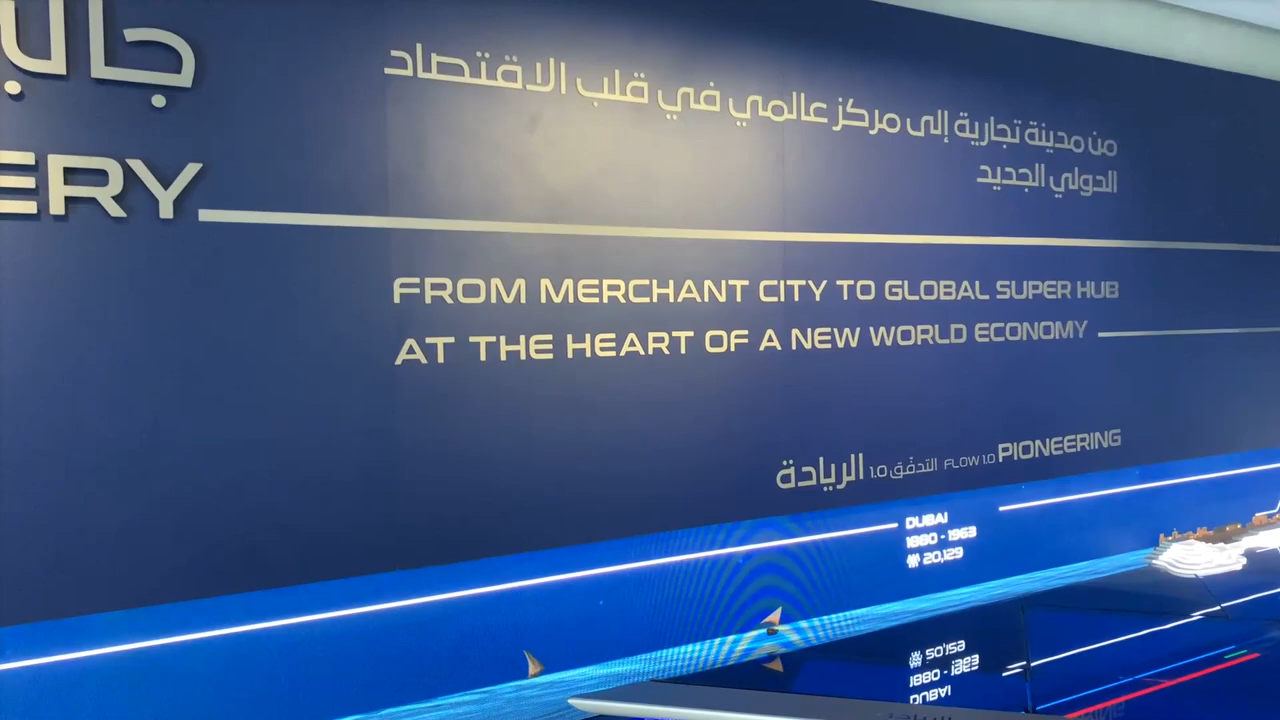 من مدينة تجارية إلى مركز عالمي في قلب الاقتصاد
الدولي الجديد
ERY
FROM MERCHANT CITY TO GLOBAL SUPER HUB
AT THE HEART OF A NEW WORLD ECONOMY
الريادة التدفّق 1.0 FLOW 1.0 PIONEERING
DUBAI
1880 - 1963
20,129